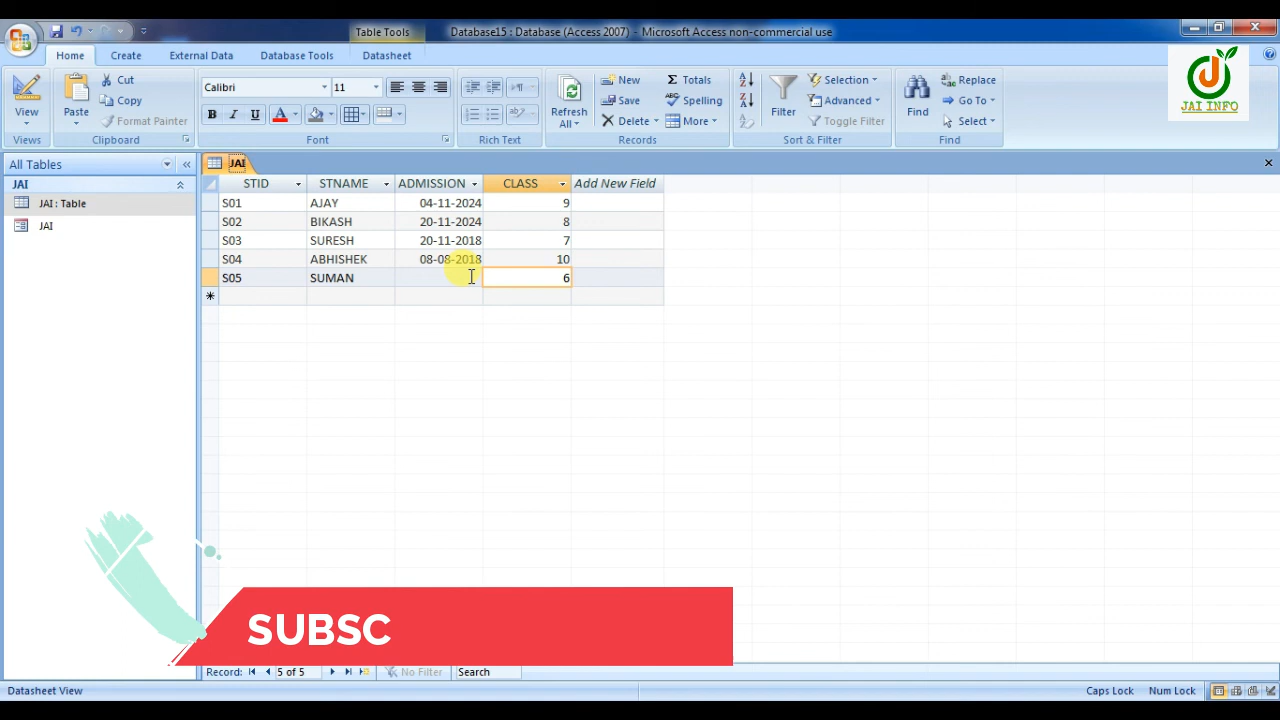 Table Tools
Database15 : Database (Access 2007) - Microsoft Access non-commercial use
Home Create External Data Database Tools Datasheet
JAI INFO
View
Views
Paste
Cut
Copy
Format Painter
Clipboard
Calibri 11
B I U A
Font
Rich Text
Refresh
All
New
Save
Delete
Totals
Spelling
More
Records
Filter
Selection
Advanced
Toggle Filter
Sort & Filter
Find
Replace
Go To
Select
Find
All Tables
JAI
JAI : Table
JAI
JAI
STID STNAME ADMISSION CLASS Add New Field
S01 AJAY 04-11-2024 9
S02 BIKASH 20-11-2024 8
S03 SURESH 20-11-2018 7
S04 ABHISHEK 08-08-2018 10
S05 SUMAN 6
SUBSC
Record: 5 of 5 No Filter Search
Datasheet View Caps Lock Num Lock